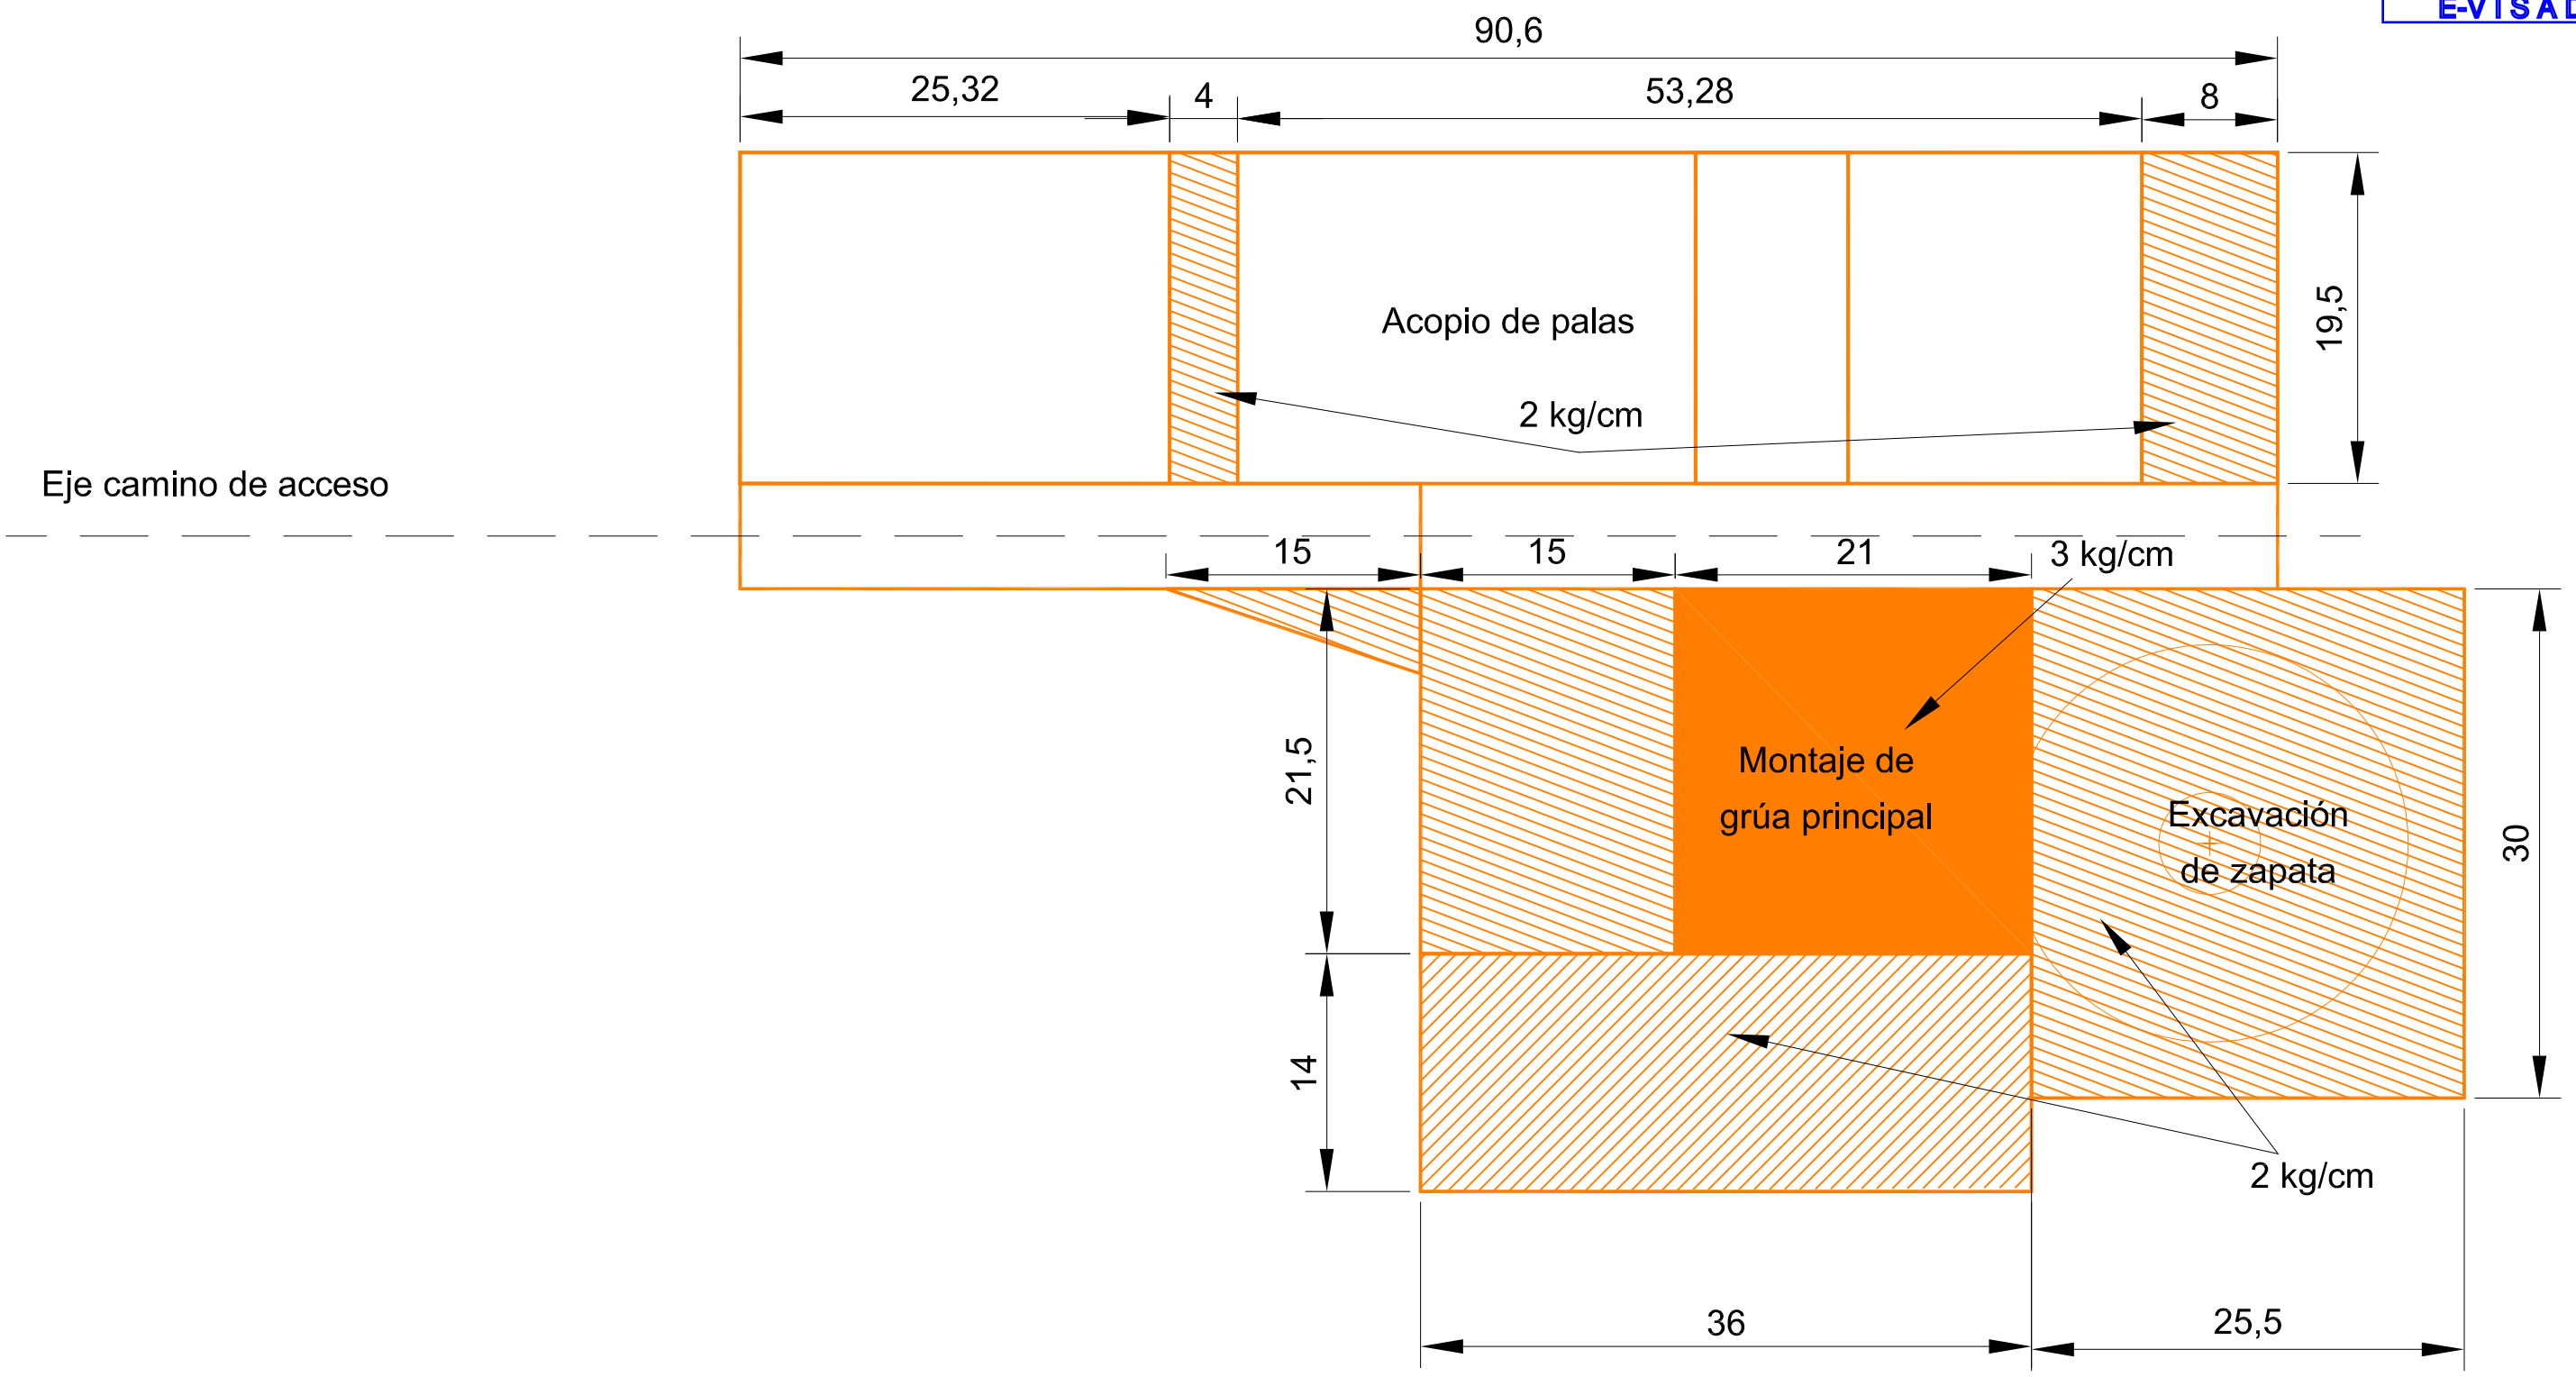 E-VISAD
90,6
25,32
4
53,28
8
19,5
Acopio de palas
2 kg/cm
Eje camino de acceso
15
15
21
3 kg/cm
21,5
Montaje de
grúa principal
Excavación
de zapata
30
14
2 kg/cm
36
25,5